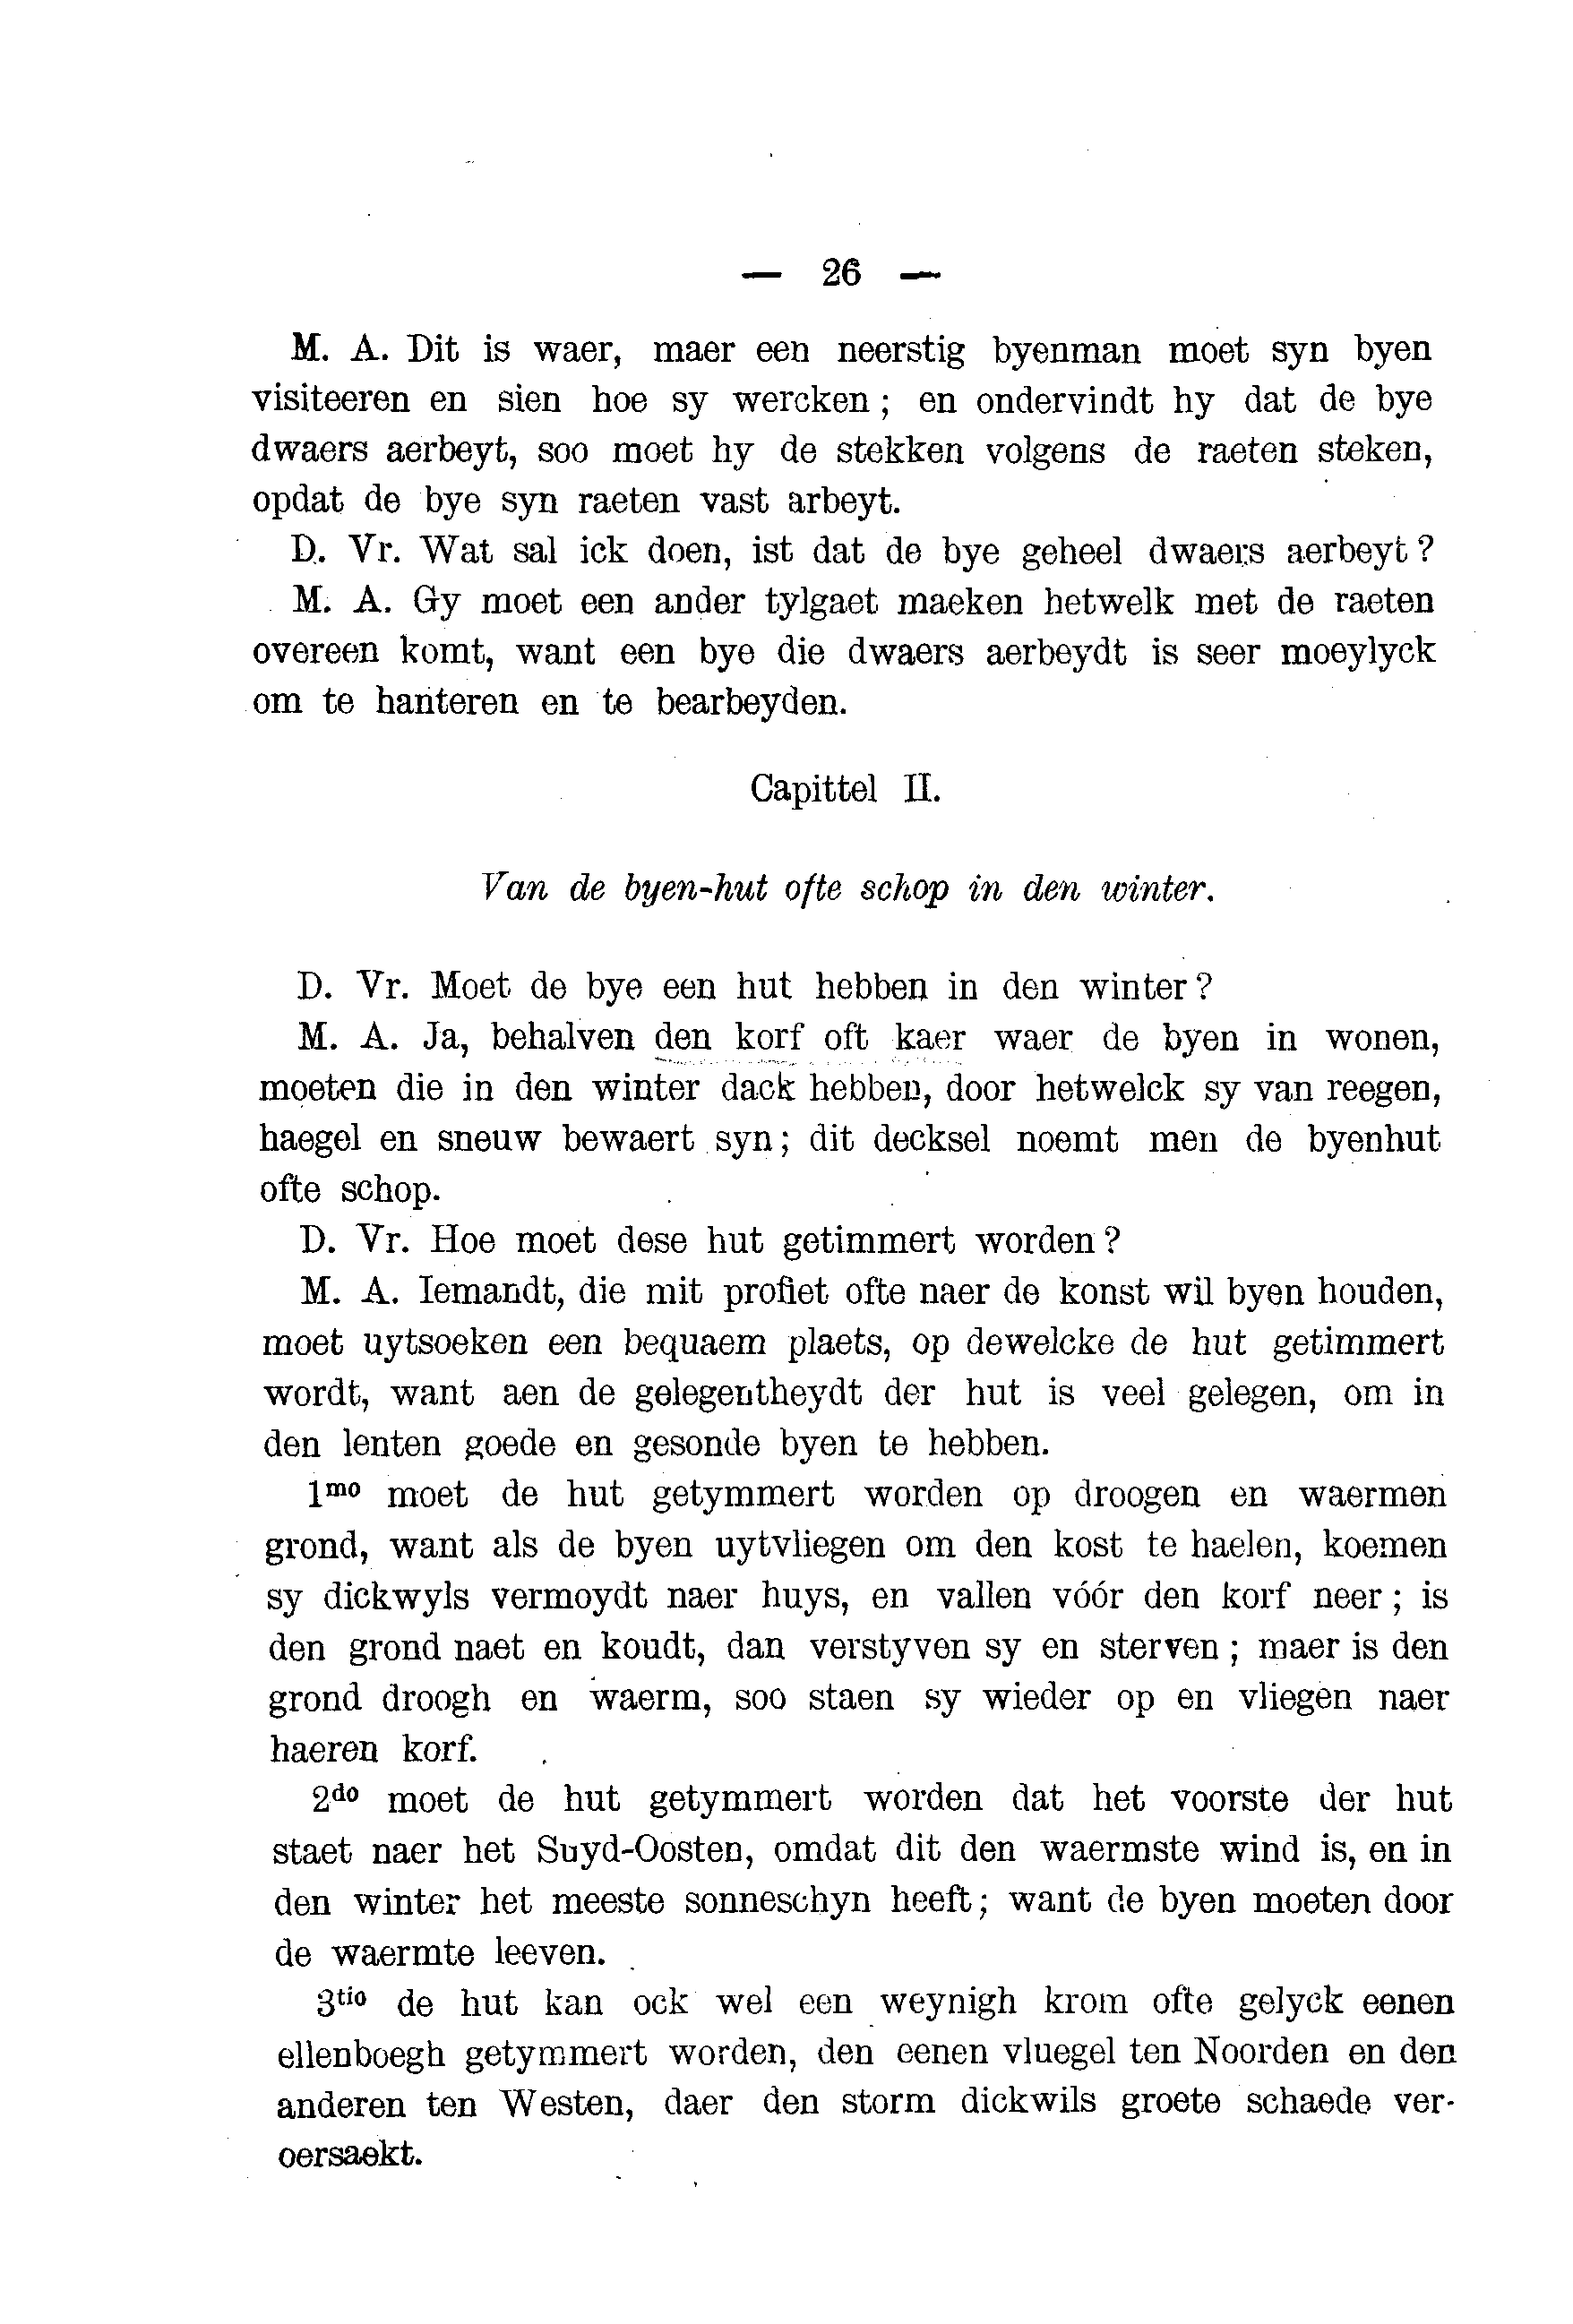 — 26 —
M. A. Dit is waer, maer een neerstig byenman moet syn byen
visiteeren en sien hoe sy wercken; en ondervindt hy dat de bye
dwaers aerbeyt, soo moet hy de stekken volgens de raeten steken,
opdat de bye syn raeten vast arbeyt.
D. Vr. Wat sal ick doen, ist dat de bye geheel dwaers aerbeyt?
M. A. Gy moet een ander tylgaet maeken hetwelk met de raeten
overeen komt, want een bye die dwaers aerbeydt is seer moeylyck
om te hanteren en te bearbeyden.
Capittel II.
Van de byen-hut ofte schop in den winter.
D. Vr. Moet de bye een hut hebben in den winter?
M. A. Ja, behalven den korf oft kaer waer de byen in wonen,
moeten die in den winter dack hebben, door hetwelck sy van reegen,
haegel en sneuw bewaert syn; dit decksel noemt men de byenhut
ofte schop.
D. Vr. Hoe moet dese hut getimmert worden?
M. A. Iemandt, die mit profiet ofte naer de konst wil byen houden,
moet uytsoeken een bequaem plaets, op dewelcke de hut getimmert
wordt, want aen de gelegentheydt der hut is veel gelegen, om in
den lenten goede en gesonde byen te hebben.
1mo moet de hut getymmert worden op droogen en waermen
grond, want als de byen uytvliegen om den kost te haelen, koemen
sy dickwyls vermoydt naer huys, en vallen vóór den korf neer; is
den grond naet en koudt, dan verstyven sy en sterven; maer is den
grond droogh en waerm, soo staen sy wieder op en vliegen naer
haeren korf.
2do moet de hut getymmert worden dat het voorste der hut
staet naer het Suyd-Oosten, omdat dit den waermste wind is, en in
den winter het meeste sonneschyn heeft; want de byen moeten door
de waermte leeven.
3tio de hut kan ock wel een weynigh krom ofte gelyck eenen
ellenboegh getymmert worden, den eenen vluegel ten Noorden en den
anderen ten Westen, daer den storm dickwils groete schaede ver-
oersaekt.